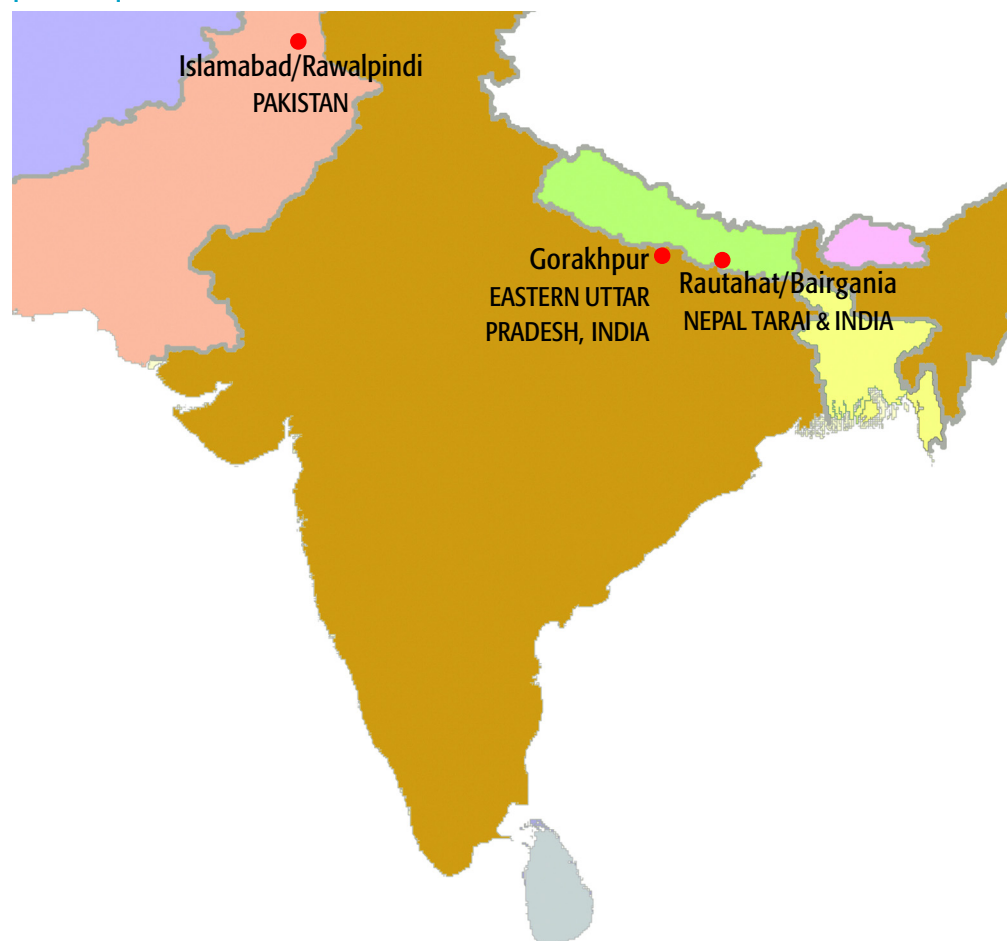 Islamabad/Rawalpindi
PAKISTAN
Gorakhpur
EASTERN UTTAR
PRADESH, INDIA
Rautahat/Bairgania
NEPAL TARAI & INDIA